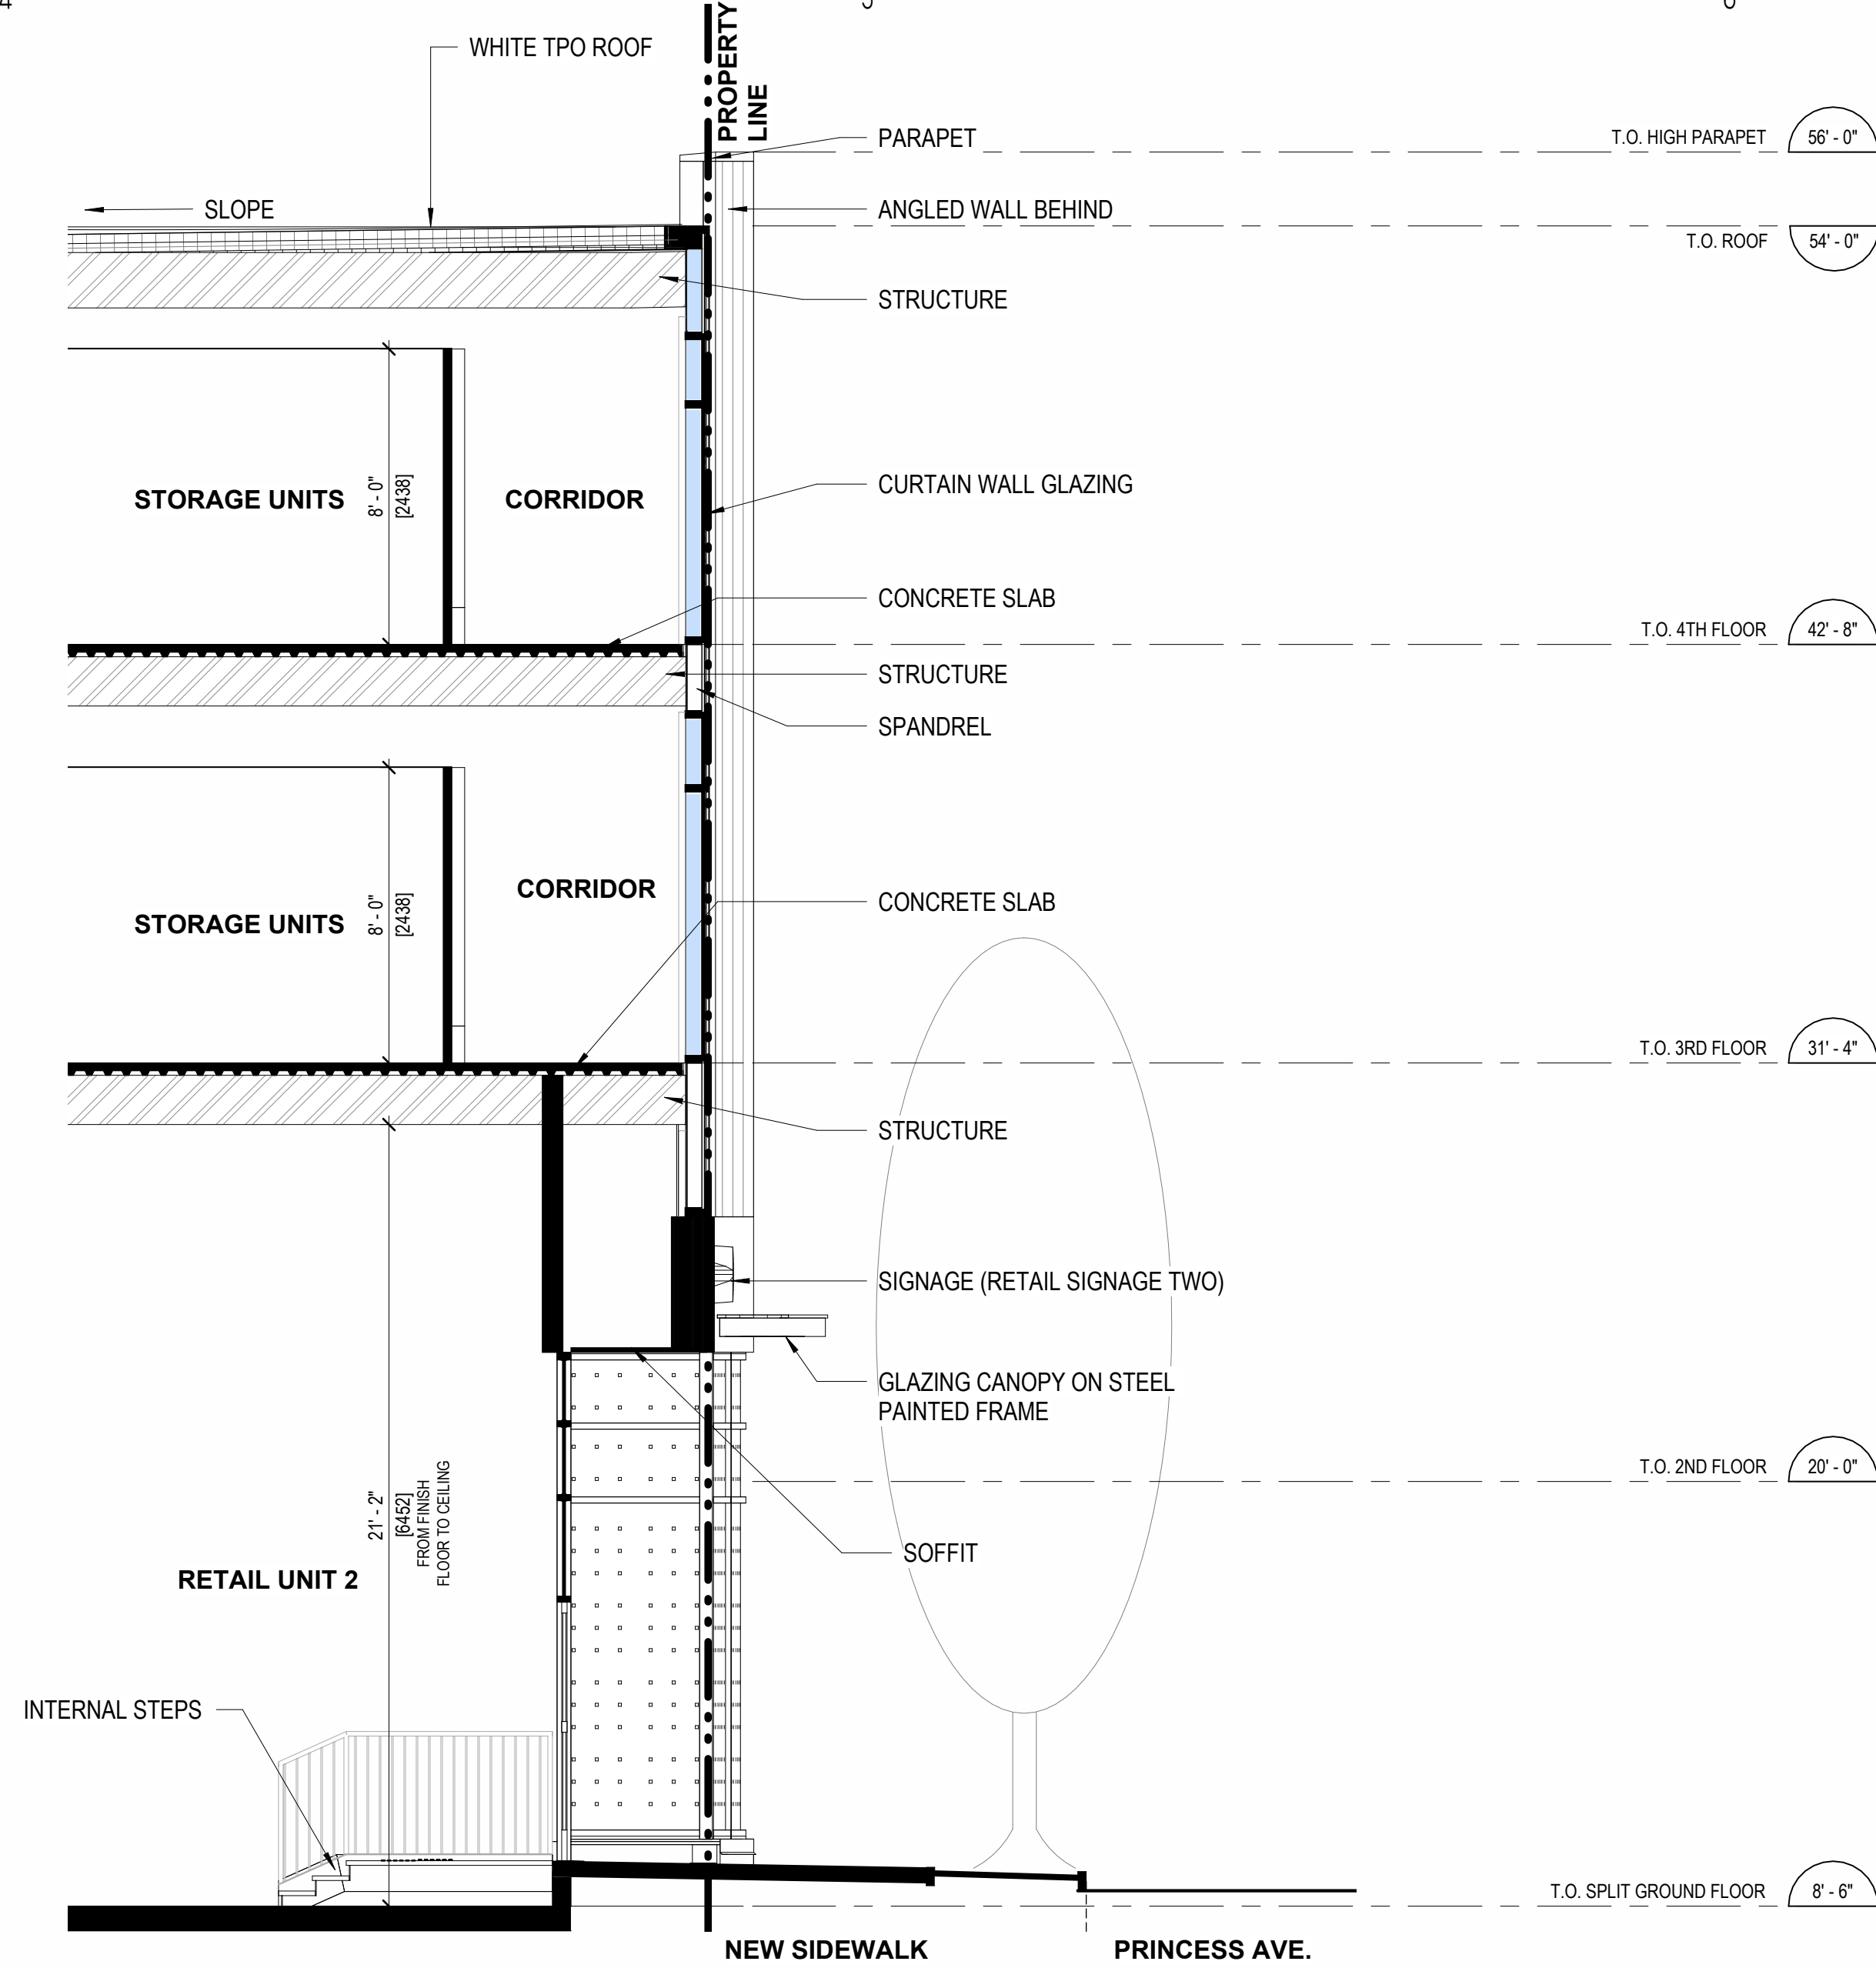 WHITE TPO ROOF
PROPERTY
LINE
PARAPET
T.O. HIGH PARAPET
56' - 0"
SLOPE
ANGLED WALL BEHIND
T.O. ROOF
54' - 0"
STRUCTURE
STORAGE UNITS
8' - 0"
[2438]
CORRIDOR
CURTAIN WALL GLAZING
CONCRETE SLAB
T.O. 4TH FLOOR
42' - 8"
STRUCTURE
SPANDREL
STORAGE UNITS
8' - 0"
[2438]
CORRIDOR
CONCRETE SLAB
T.O. 3RD FLOOR
31' - 4"
STRUCTURE
SIGNAGE (RETAIL SIGNAGE TWO)
GLAZING CANOPY ON STEEL
PAINTED FRAME
T.O. 2ND FLOOR
20' - 0"
21' - 2"
[6452]
FROM FINISH
FLOOR TO CEILING
SOFFIT
RETAIL UNIT 2
INTERNAL STEPS
T.O. SPLIT GROUND FLOOR
8' - 6"
NEW SIDEWALK
PRINCESS AVE.